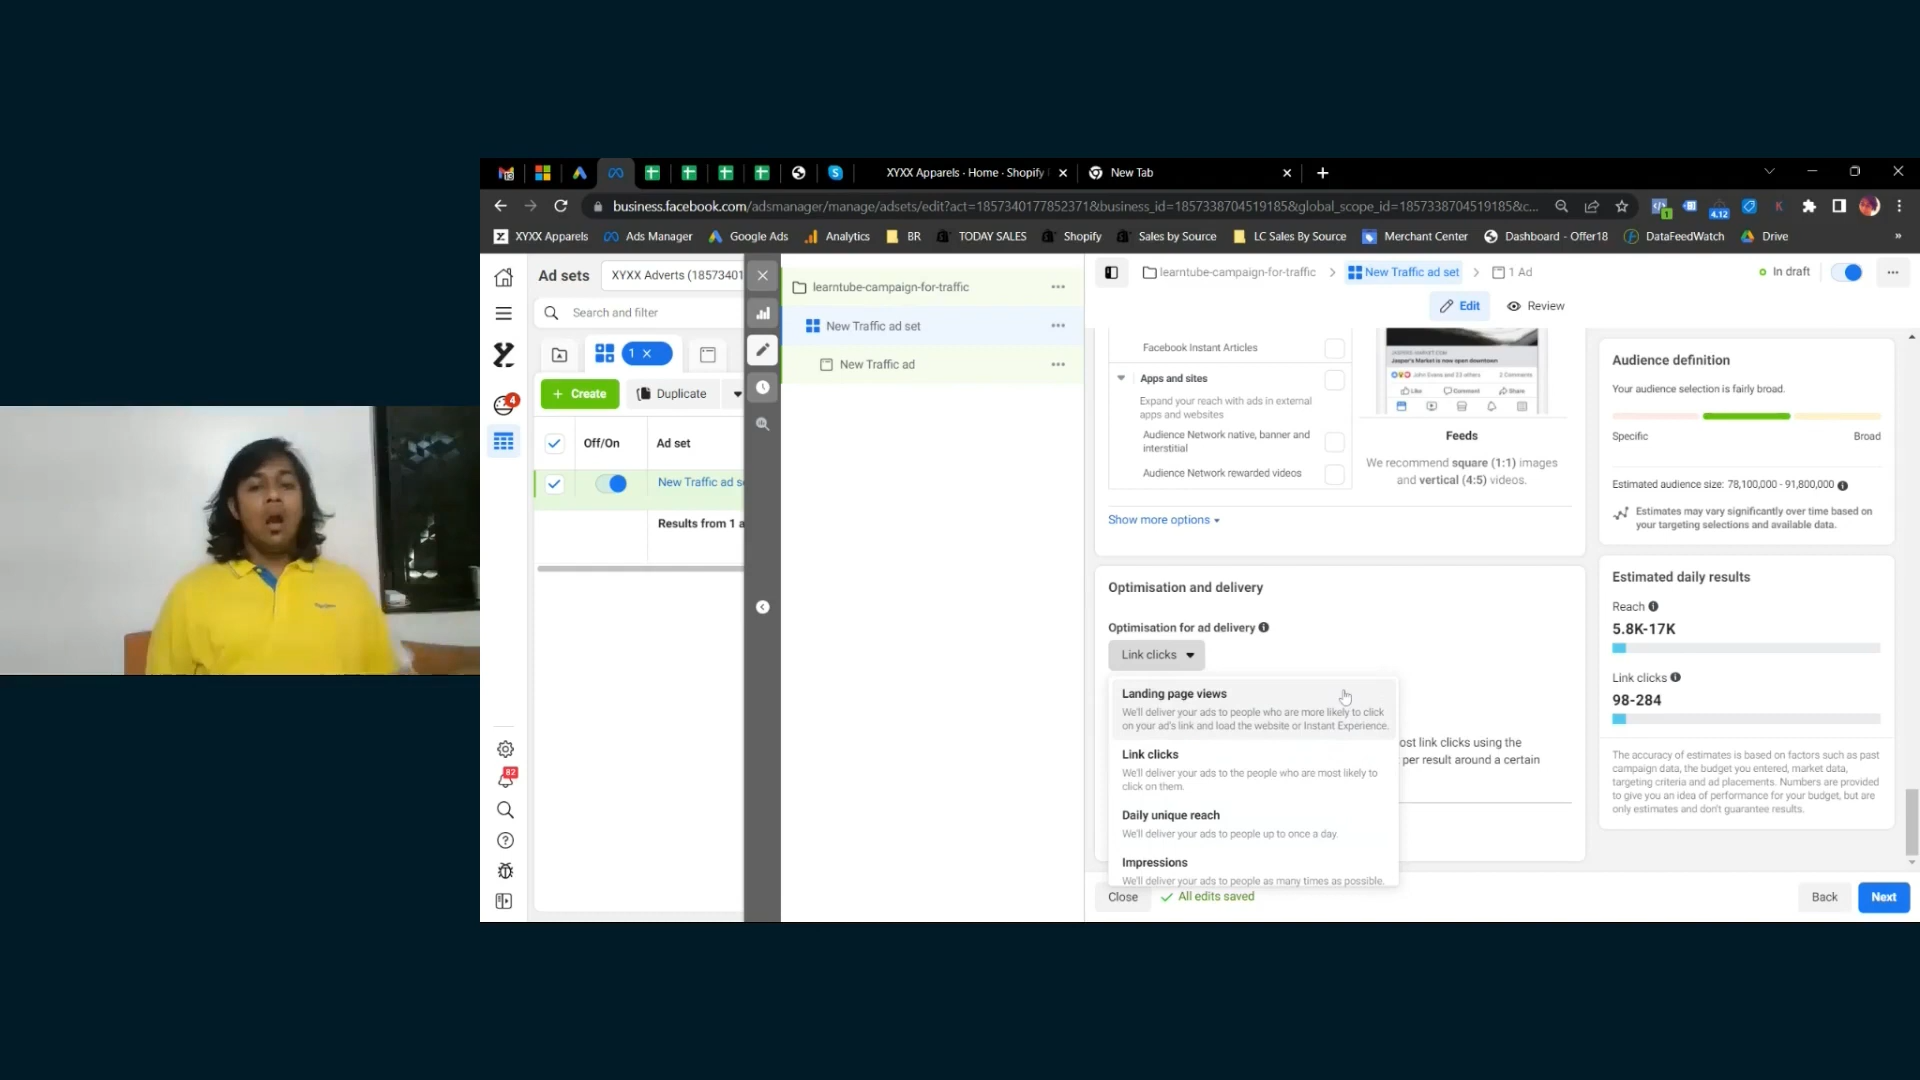 XYXX Apparels - Home · Shopify
New Tab
business.facebook.com/adsmanager/manage/adsets/edit?act=1857340177852371&business_id=1857338704519185&global_scope_id=1857338704519185&c...
4.12
XYXX Apparels
Ads Manager
Google Ads
Analytics
BR
TODAY SALES
Shopify
Sales by Source
LC Sales By Source
Merchant Center
Dashboard - Offer18
DataFeedWatch
Drive
»
Ad sets
XYXX Adverts (18573401
Search and filter
1 ×
+ Create
Duplicate
Off/On
Ad set
New Traffic ad s
Results from 1 a
4
82
learntube-campaign-for-traffic
New Traffic ad set
New Traffic ad
learntube-campaign-for-traffic > New Traffic ad set > 1 Ad
In draft
Edit
Review
Facebook Instant Articles
Apps and sites
Expand your reach with ads in external
apps and websites
Audience Network native, banner and
interstitial
Audience Network rewarded videos
Show more options
Jasper's Market is now open downtown
Like
Comment
Share
Feeds
We recommend square (1:1) images
and vertical (4:5) videos.
Optimisation and delivery
Optimisation for ad delivery
Link clicks
Landing page views
We'll deliver your ads to people who are more likely to click
on your ad's link and load the website or Instant Experience.
Link clicks
We'll deliver your ads to the people who are most likely to
click on them.
Daily unique reach
We'll deliver your ads to people up to once a day.
Impressions
We'll deliver your ads to people as many times as possible.
ost link clicks using the
per result around a certain
Close
All edits saved
Back
Next
Audience definition
Your audience selection is fairly broad.
Specific
Broad
Estimated audience size: 78,100,000 - 91,800,000
Estimates may vary significantly over time based on
your targeting selections and available data.
Estimated daily results
Reach
5.8K-17K
Link clicks
98-284
The accuracy of estimates is based on factors such as past
campaign data, the budget you entered, market data,
targeting criteria and ad placements. Numbers are provided
to give you an idea of performance for your budget, but are
only estimates and don't guarantee results.